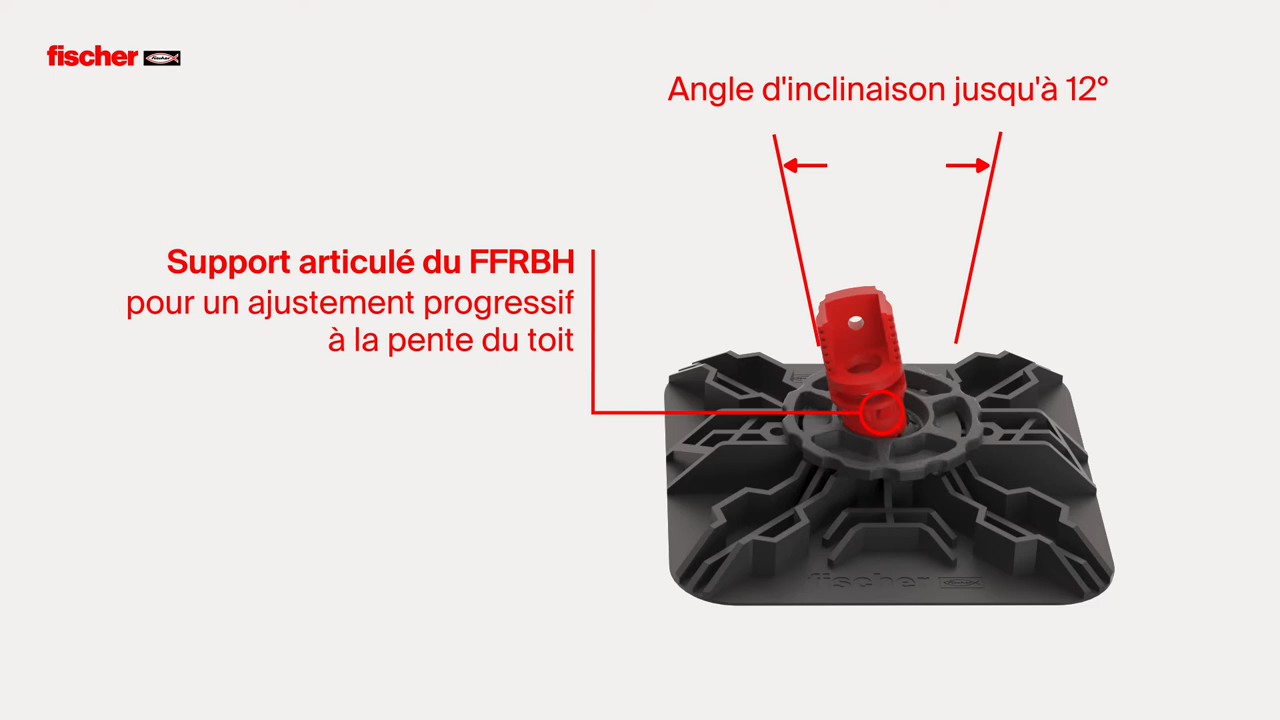 fischer
Angle d'inclinaison jusqu'à 12°
Support articulé du FFRBH
pour un ajustement progressif
à la pente du toit
fischer